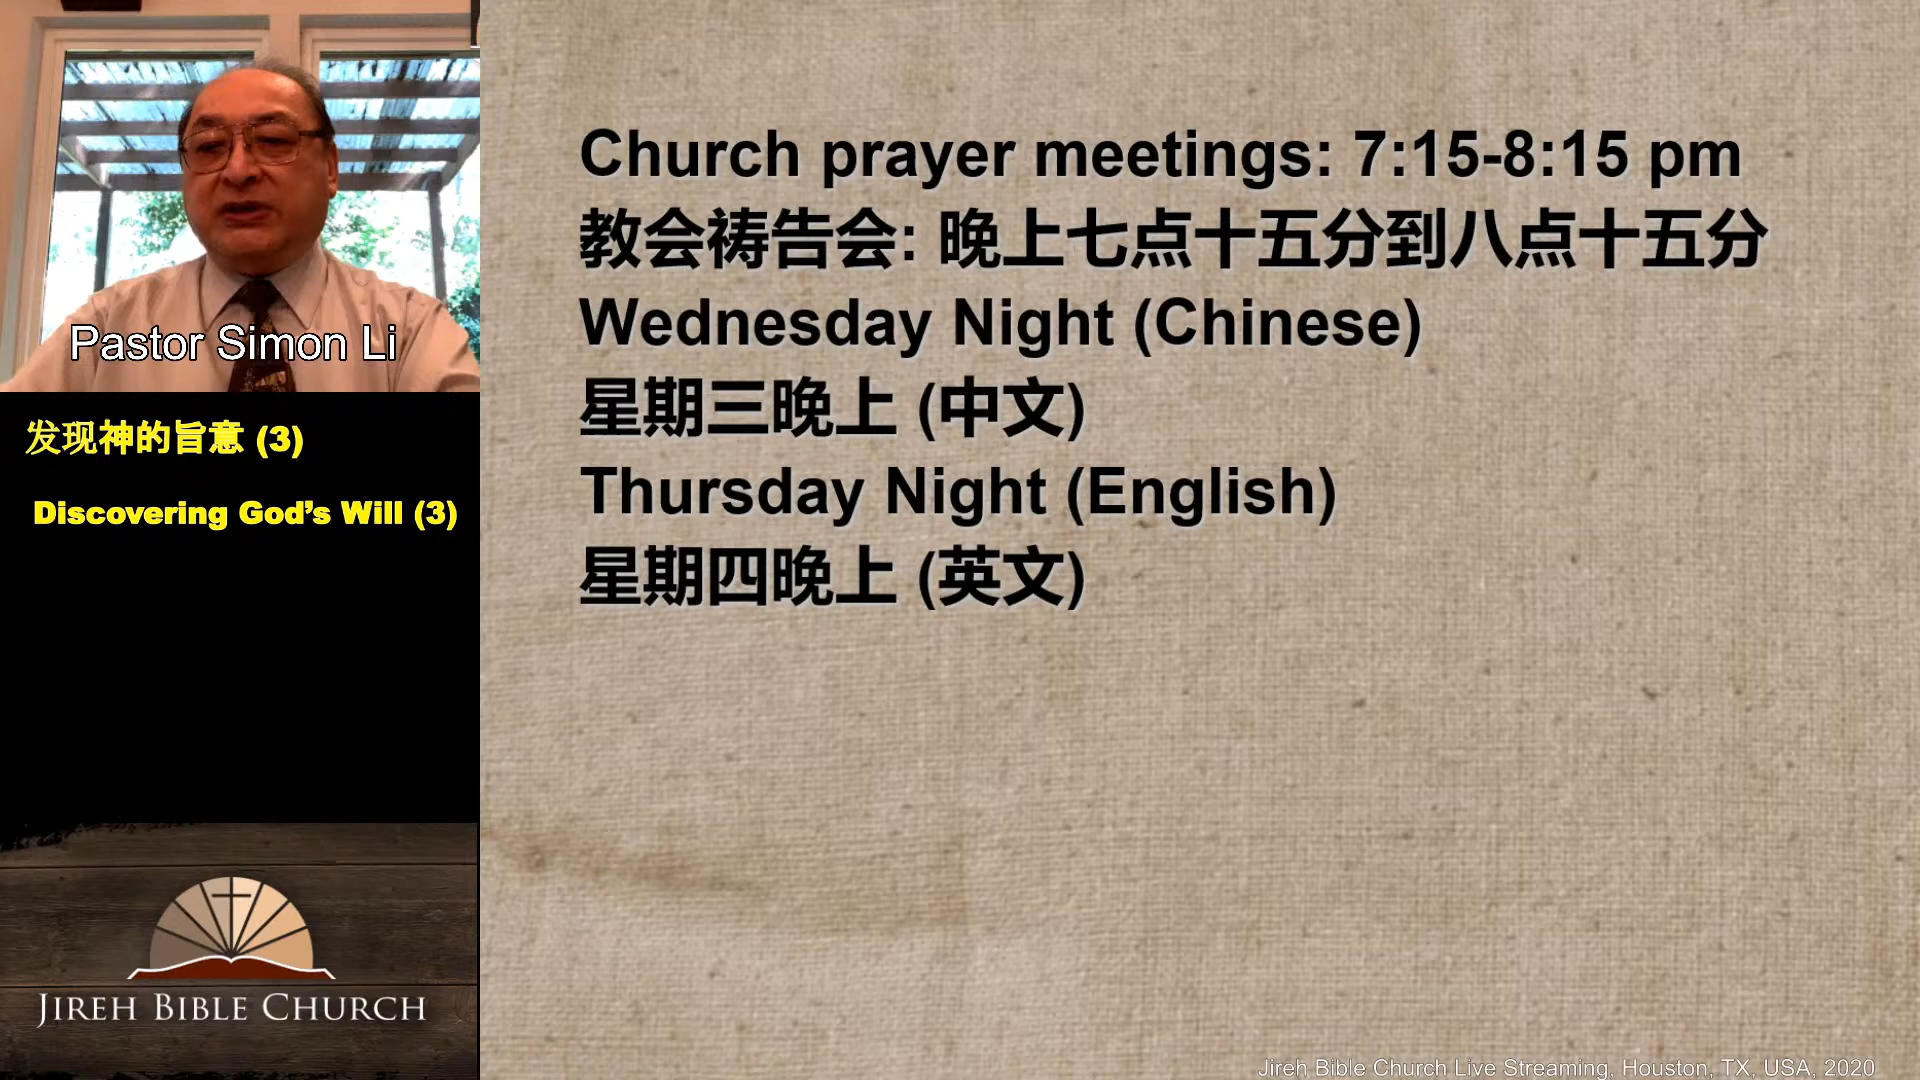 Pastor Simon Li
发现神的旨意 (3)
Discovering God’s Will (3)
JIREH BIBLE CHURCH
Church prayer meetings: 7:15-8:15 pm
教会祷告会: 晚上七点十五分到八点十五分
Wednesday Night (Chinese)
星期三晚上 (中文)
Thursday Night (English)
星期四晚上 (英文)
Jireh Bible Church Live Streaming, Houston, TX, USA, 2020